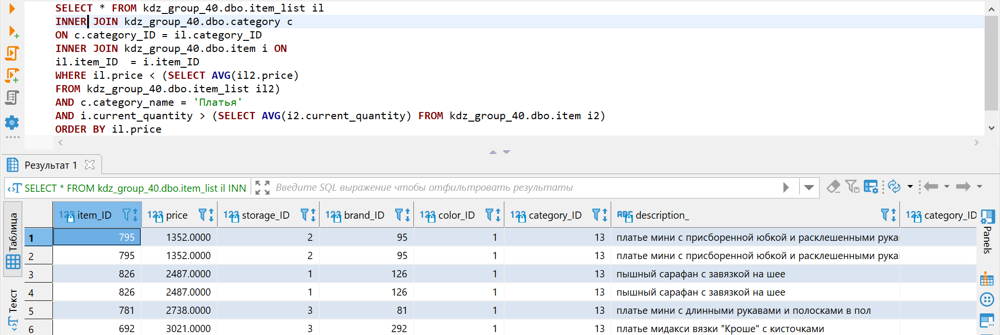 SELECT * FROM kdz_group_40.dbo.item_list il
INNER JOIN kdz_group_40.dbo.category c
ON c.category_ID = il.category_ID
INNER JOIN kdz_group_40.dbo.item i ON
il.item_ID  = i.item_ID
WHERE il.price < (SELECT AVG(il2.price)
FROM kdz_group_40.dbo.item_list il2)
AND c.category_name = 'Платья'
AND i.current_quantity > (SELECT AVG(i2.current_quantity) FROM kdz_group_40.dbo.item i2)
ORDER BY il.price
Результат 1
SELECT * FROM kdz_group_40.dbo.item_list il INN Введите SQL выражение чтобы отфильтровать результаты
Таблица
Текст
Panels
123 item_ID 123 price 123 storage_ID 123 brand_ID 123 color_ID 123 category_ID ABC description_ 123 category_ID
1 795 1352.0000 2 95 1 13 платье мини с присборенной юбкой и расклешенными рука
2 795 1352.0000 2 95 1 13 платье мини с присборенной юбкой и расклешенными рука
3 826 2487.0000 1 126 1 13 пышный сарафан с завязкой на шее
4 826 2487.0000 1 126 1 13 пышный сарафан с завязкой на шее
5 781 2738.0000 3 81 1 13 платье мини с длинными рукавами и полосками в пол
6 692 3021.0000 3 292 1 13 платье мидакси вязки "Кроше" с кисточками